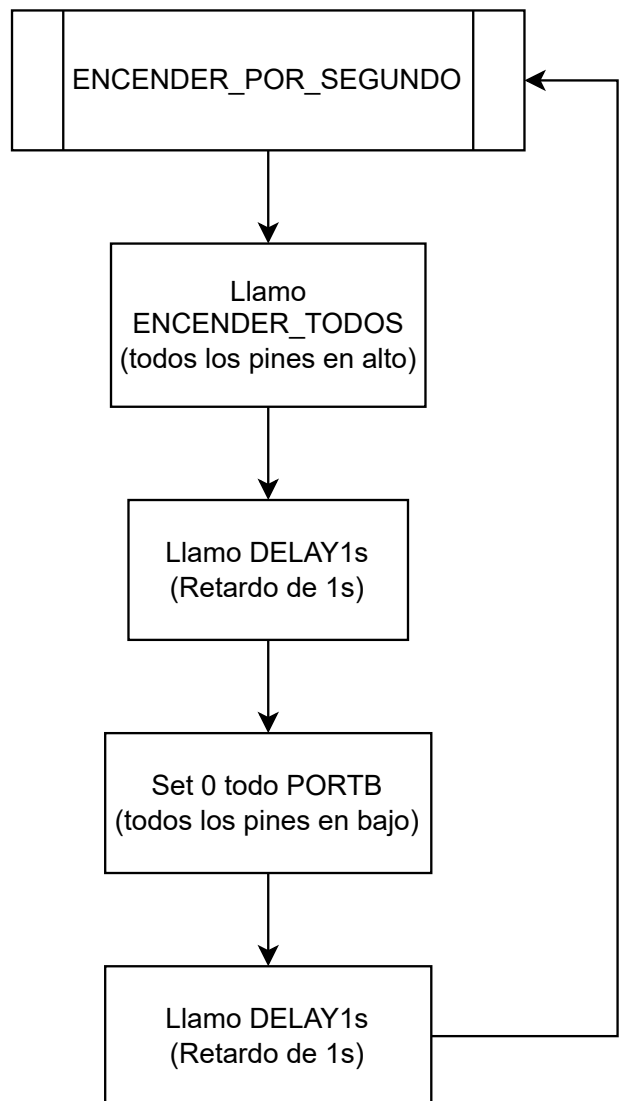 ENCENDER_POR_SEGUNDO
Llamo
ENCENDER_TODOS
(todos los pines en alto)
Llamo DELAY1s
(Retardo de 1s)
Set 0 todo PORTB
(todos los pines en bajo)
Llamo DELAY1s
(Retardo de 1s)